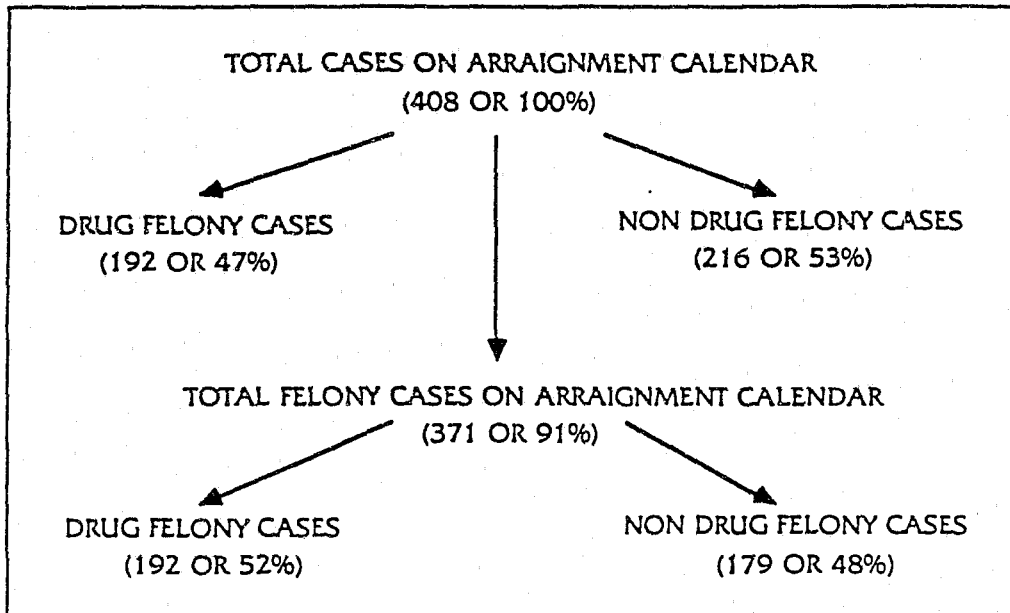 TOTAL CASES ON ARRAIGNMENT CALENDAR
(408 OR 100%)
DRUG FELONY CASES
(192 OR 47%)
NON DRUG FELONY CASES
(216 OR 53%)
TOTAL FELONY CASES ON ARRAIGNMENT CALENDAR
(371 OR 91%)
DRUG FELONY CASES
(192 OR 52%)
NON DRUG FELONY CASES
(179 OR 48%)